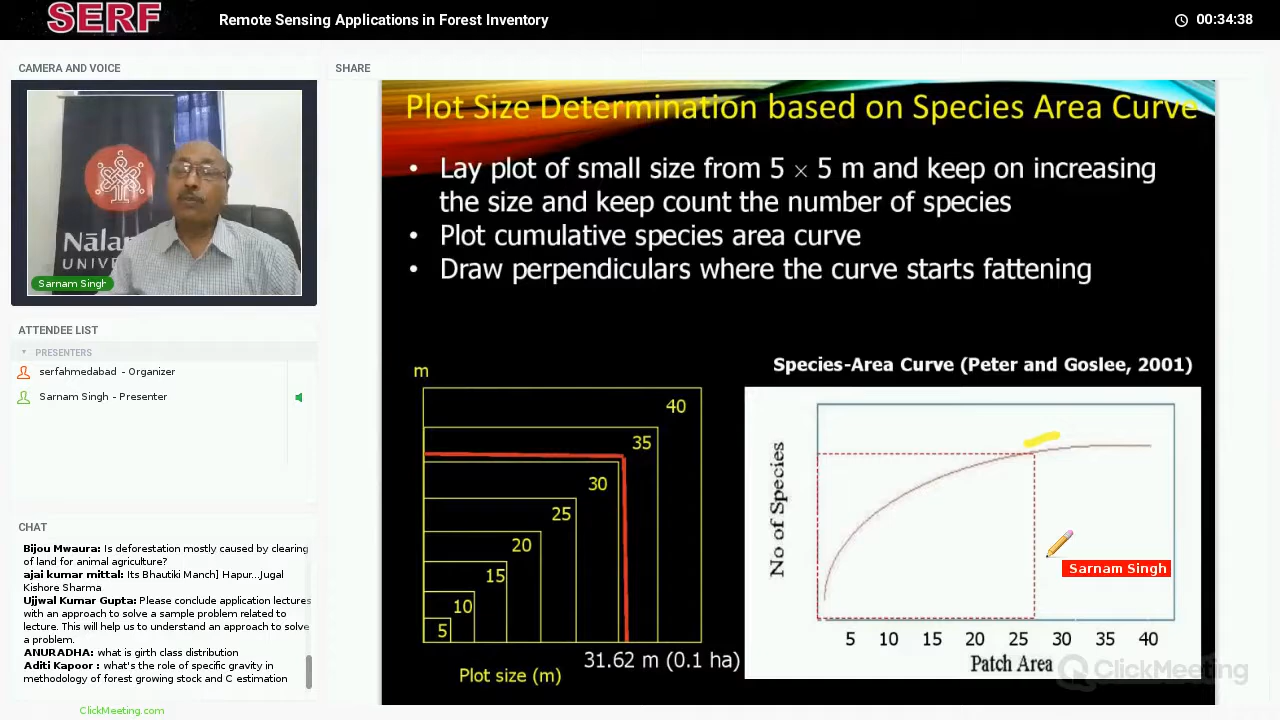 SERF
Remote Sensing Applications in Forest Inventory
00:34:38
CAMERA AND VOICE
Sarnam Singh
ATTENDEE LIST
PRESENTERS
serfahmedabad - Organizer
Sarnam Singh - Presenter
CHAT
Bijou Mwaura: Is deforestation mostly caused by clearing
of land for animal agriculture?
ajai kumar mittal: Its Bhautiki Manch] Hapur...Jugal
Kishore Sharma
Ujjwal Kumar Gupta: Please conclude application lectures
with an approach to solve a sample problem related to
lecture. This will help us to understand an approach to solve
a problem.
ANURADHA: what is girth class distribution
Aditi Kapoor : what's the role of specific gravity in
methodology of forest growing stock and C estimation
ClickMeeting.com
SHARE
Plot Size Determination based on Species Area Curve
• Lay plot of small size from 5 × 5 m and keep on increasing
the size and keep count the number of species
• Plot cumulative species area curve
• Draw perpendiculars where the curve starts fattening
m
40
35
30
25
20
15
10
5
31.62 m (0.1 ha)
Plot size (m)
Species-Area Curve (Peter and Goslee, 2001)
No of Species
Sarnam Singh
5 10 15 20 25 30 35 40
Patch Area
ClickMeeting